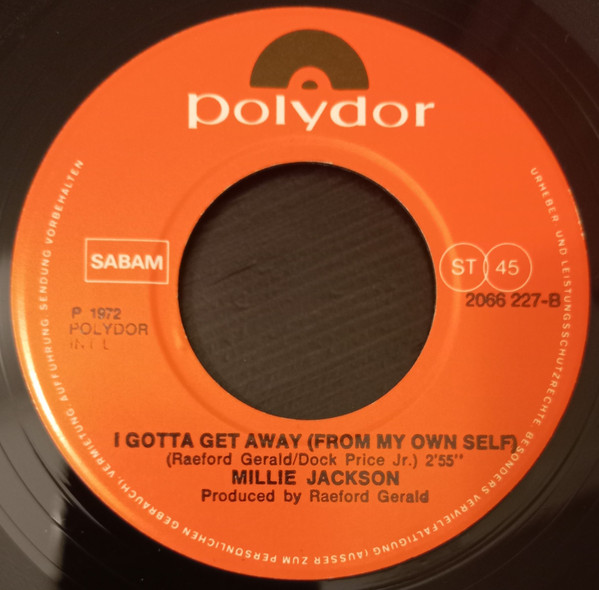 polydor
SABAM
ST 45
2066 227-B
P 1972
POLYDOR
INT'L
I GOTTA GET AWAY (FROM MY OWN SELF)
(Raeford Gerald/Dock Price Jr.) 2'55"
MILLIE JACKSON
Produced by Raeford Gerald
URHEBER UND LEISTUNGSSCHUTZRECHTE BESONDERS VERVIELFALTIGUNG (AUSSER ZUM PERSÖNLICHEN GEBRAUCH), VERMIETUNG AUFFÜHRUNG SENDUNG VORBEHALTEN